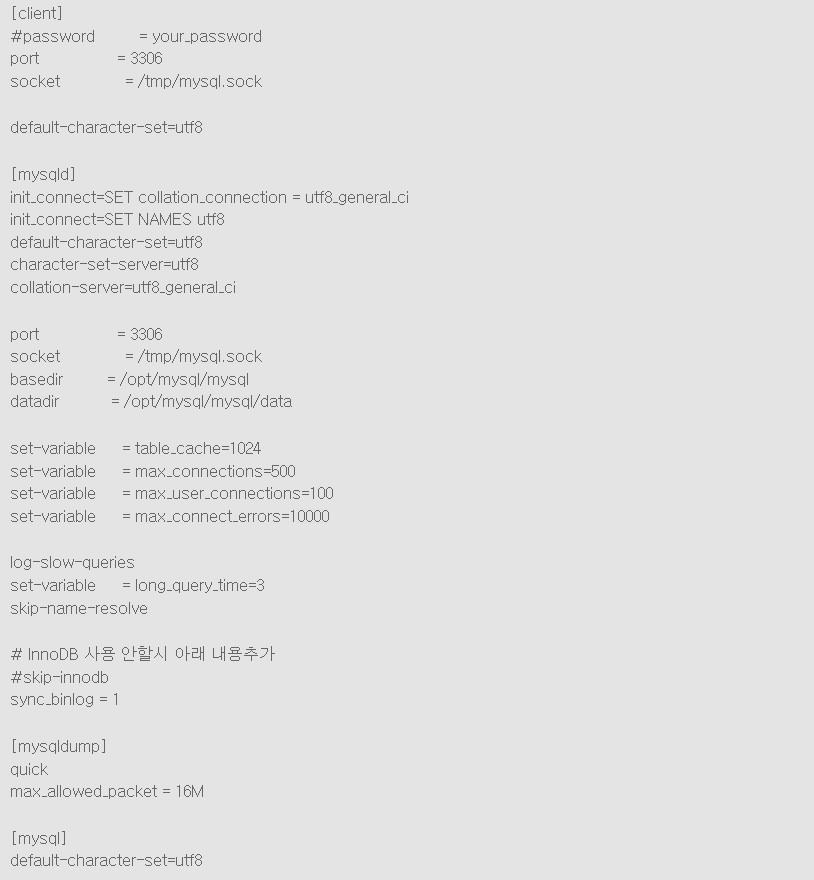 [client]
#password = your_password
port = 3306
socket = /tmp/mysql.sock
default-character-set=utf8
[mysqld]
init_connect=SET collation_connection = utf8_general_ci
init_connect=SET NAMES utf8
default-character-set=utf8
character-set-server=utf8
collation-server=utf8_general_ci
port = 3306
socket = /tmp/mysql.sock
basedir = /opt/mysql/mysql
datadir = /opt/mysql/mysql/data
set-variable = table_cache=1024
set-variable = max_connections=500
set-variable = max_user_connections=100
set-variable = max_connect_errors=10000
log-slow-queries
set-variable = long_query_time=3
skip-name-resolve
# InnoDB 사용 안할시 아래 내용추가
#skip-innodb
sync_binlog = 1
[mysqldump]
quick
max_allowed_packet = 16M
[mysql]
default-character-set=utf8